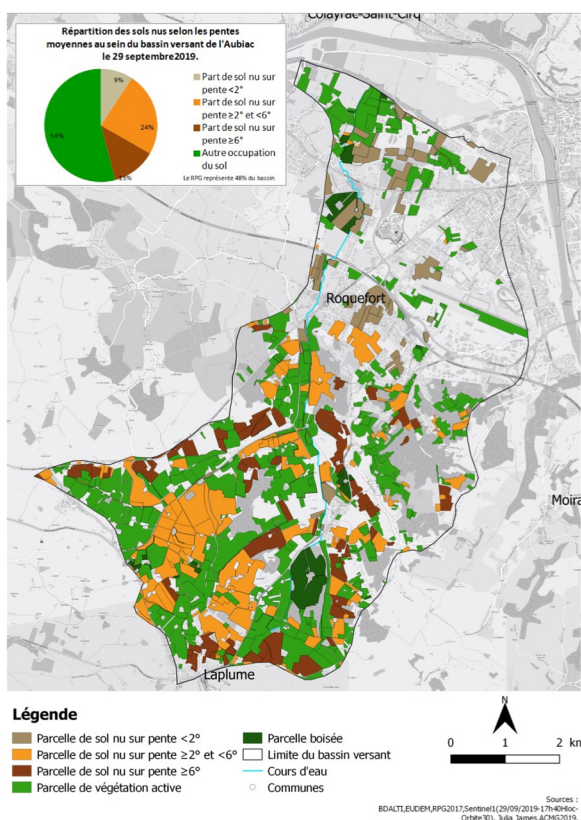 Colayrac-Saint-Cirq
Répartition des sols nus selon les pentes
moyennes au sein du bassin versant de l'Aubiac
le 29 septembre2019.
9%
24%
13%
54%
Part de sol nu sur
pente <2°
Part de sol nu sur
pente ≥2° et <6°
Part de sol nu sur
pente ≥6°
Autre occupation
du sol
Le RPG représente 48% du bassin
Roquefort
Moira
Laplume
Légende
Parcelle de sol nu sur pente <2°
Parcelle de sol nu sur pente ≥2° et <6°
Parcelle de sol nu sur pente ≥6°
Parcelle de végétation active
Parcelle boisée
Limite du bassin versant
Cours d'eau
Communes
N
0 1 2 km
Sources :
BDALTI,EUDEM,RPG2017,Sentinel1(29/09/2019-17h40Hloc-
Orbite30), Julia James,ACMG2019.